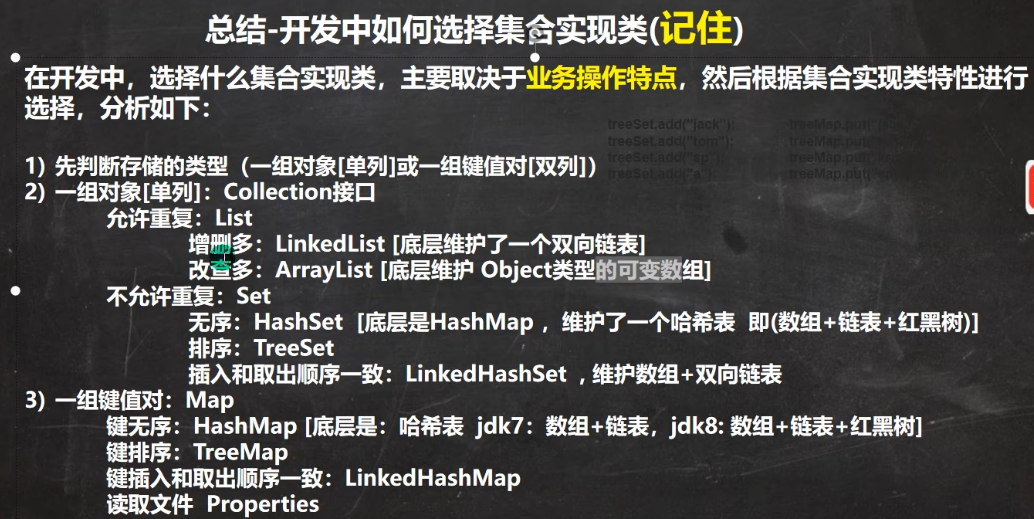 总结-开发中如何选择集合实现类(记住)
在开发中，选择什么集合实现类，主要取决于业务操作特点，然后根据集合实现类特性进行
选择，分析如下：
treeSet.add("jack"); treeMap.put("
treeSet.add("tom"); treeMap.put("
treeSet.add("sp"); treeMap.put("
treeSet.add("a"); treeMap.put("
1) 先判断存储的类型（一组对象[单列]或一组键值对[双列]）
2) 一组对象[单列]：Collection接口
允许重复：List
增删多：LinkedList [底层维护了一个双向链表]
改查多：ArrayList [底层维护 Object类型的可变数组]
不允许重复：Set
无序：HashSet [底层是HashMap ，维护了一个哈希表 即(数组+链表+红黑树)]
排序：TreeSet
插入和取出顺序一致：LinkedHashSet , 维护数组+双向链表
3) 一组键值对：Map
键无序：HashMap [底层是：哈希表 jdk7：数组+链表，jdk8: 数组+链表+红黑树]
键排序：TreeMap
键插入和取出顺序一致：LinkedHashMap
读取文件 Properties